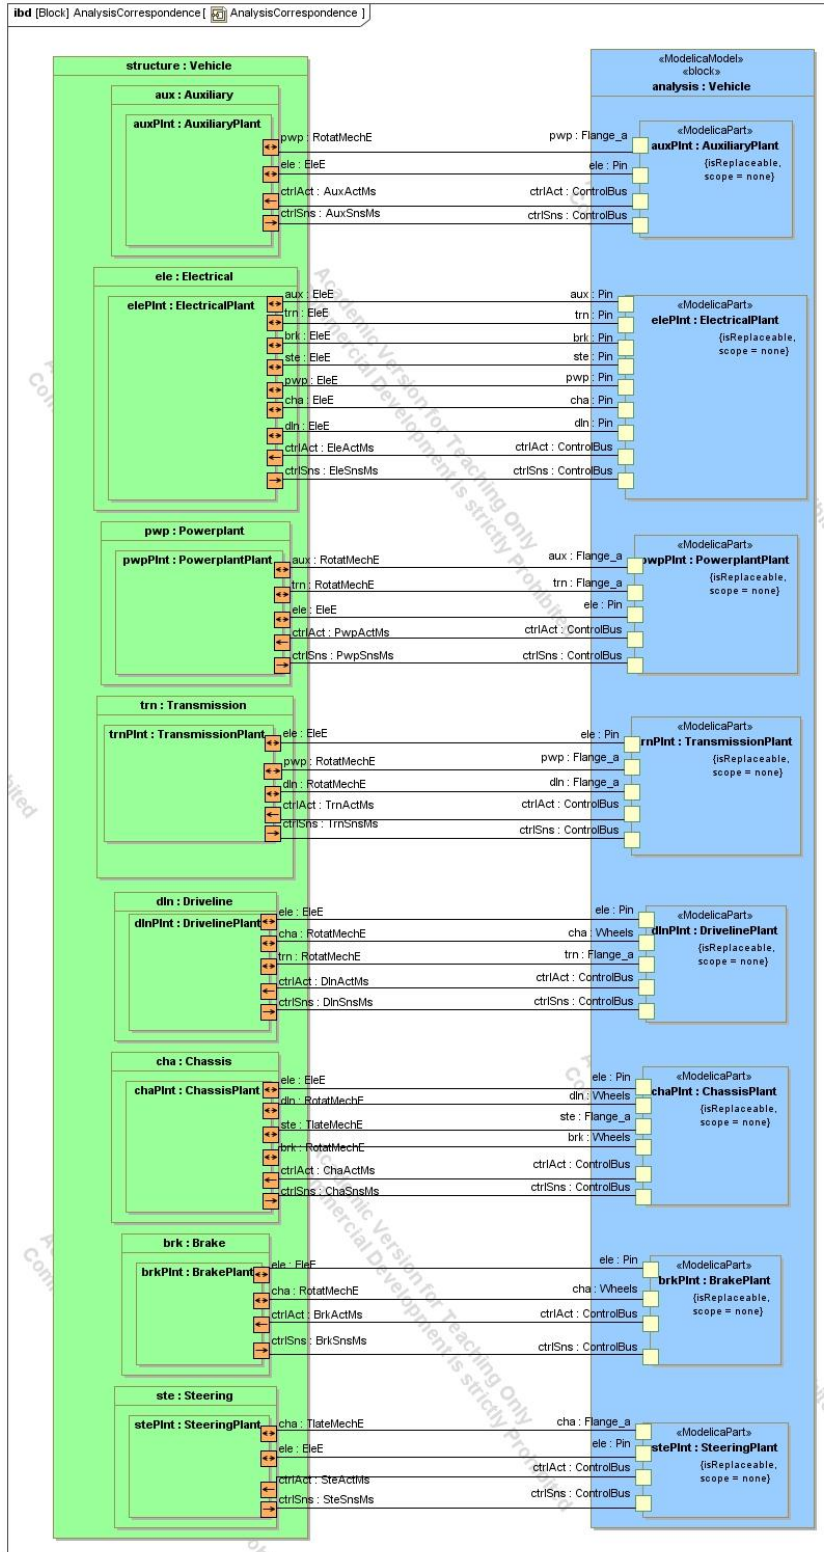 ibd [Block] AnalysisCorrespondence [ AnalysisCorrespondence ]
structure : Vehicle
«ModelicaModel»
«block»
analysis : Vehicle
aux : Auxiliary
auxPlnt : AuxiliaryPlant
pwp : RotatMechE
ele : EleE
ctrlAct : AuxActMs
ctrlSns : AuxSnsMs
pwp : Flange_a
ele : Pin
ctrlAct : ControlBus
ctrlSns : ControlBus
«ModelicaPart»
auxPlnt : AuxiliaryPlant
{isReplaceable,
scope = none}
ele : Electrical
elePlnt : ElectricalPlant
aux : EleE
trn : EleE
brk : EleE
ste : EleE
pwp : EleE
cha : EleE
dln : EleE
ctrlAct : EleActMs
ctrlSns : EleSnsMs
aux : Pin
trn : Pin
brk : Pin
ste : Pin
pwp : Pin
cha : Pin
dln : Pin
ctrlAct : ControlBus
ctrlSns : ControlBus
«ModelicaPart»
elePlnt : ElectricalPlant
{isReplaceable,
scope = none}
pwp : Powerplant
pwpPlnt : PowerplantPlant
aux : RotatMechE
trn : RotatMechE
ele : EleE
ctrlAct : PwpActMs
ctrlSns : PwpSnsMs
aux : Flange_a
trn : Flange_a
ele : Pin
ctrlAct : ControlBus
ctrlSns : ControlBus
«ModelicaPart»
pwpPlnt : PowerplantPlant
{isReplaceable,
scope = none}
trn : Transmission
trnPlnt : TransmissionPlant
ele : EleE
pwp : RotatMechE
dln : RotatMechE
ctrlAct : TrnActMs
ctrlSns : TrnSnsMs
ele : Pin
pwp : Flange_a
dln : Flange_a
ctrlAct : ControlBus
ctrlSns : ControlBus
«ModelicaPart»
trnPlnt : TransmissionPlant
{isReplaceable,
scope = none}
dln : Driveline
dlnPlnt : DrivelinePlant
ele : EleE
cha : RotatMechE
trn : RotatMechE
ctrlAct : DlnActMs
ctrlSns : DlnSnsMs
ele : Pin
cha : Wheels
trn : Flange_a
ctrlAct : ControlBus
ctrlSns : ControlBus
«ModelicaPart»
dlnPlnt : DrivelinePlant
{isReplaceable,
scope = none}
cha : Chassis
chaPlnt : ChassisPlant
ele : EleE
dln : RotatMechE
ste : TlateMechE
brk : RotatMechE
ctrlAct : ChaActMs
ctrlSns : ChaSnsMs
ele : Pin
dln : Wheels
ste : Flange_a
brk : Wheels
ctrlAct : ControlBus
ctrlSns : ControlBus
«ModelicaPart»
chaPlnt : ChassisPlant
{isReplaceable,
scope = none}
brk : Brake
brkPlnt : BrakePlant
ele : EleE
cha : RotatMechE
ctrlAct : BrkActMs
ctrlSns : BrkSnsMs
ele : Pin
cha : Wheels
ctrlAct : ControlBus
ctrlSns : ControlBus
«ModelicaPart»
brkPlnt : BrakePlant
{isReplaceable,
scope = none}
ste : Steering
stePlnt : SteeringPlant
cha : TlateMechE
ele : EleE
ctrlAct : SteActMs
ctrlSns : SteSnsMs
cha : Flange_a
ele : Pin
ctrlAct : ControlBus
ctrlSns : ControlBus
«ModelicaPart»
stePlnt : SteeringPlant
{isReplaceable,
scope = none}
Academic Version for Teaching Only
Commercial Development is strictly Prohibited
Academic Version for Teaching Only
Commercial Development is strictly Prohibited